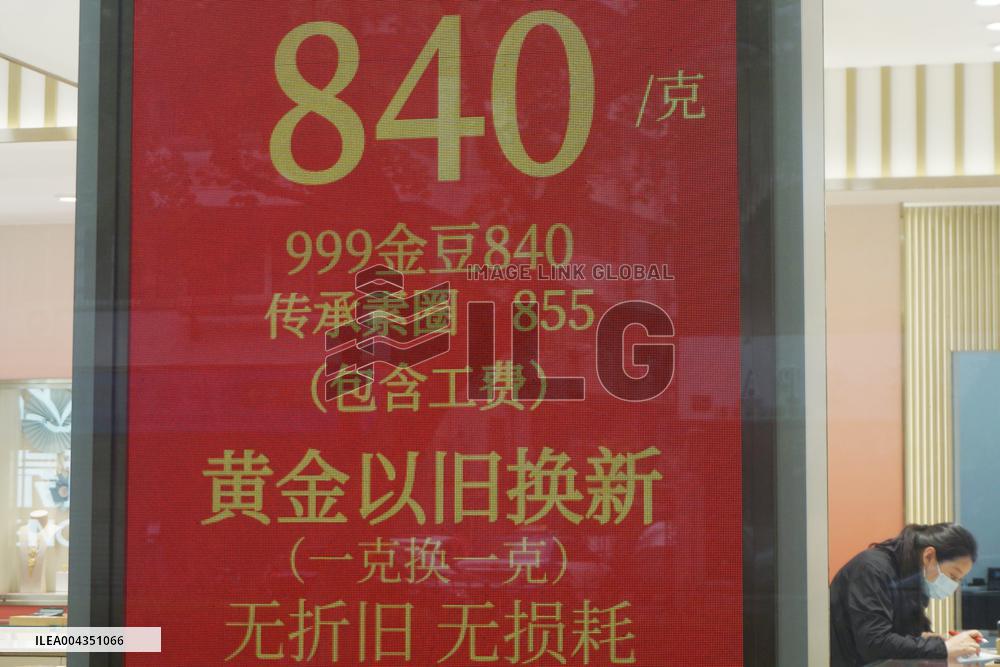 840
/克
999金豆840
IMAGE LINK GLOBAL
传承素圈 855
ILG
(包含工费)
黄金以旧换新
(一克换一克)
无折旧 无损耗
ILEA004351066